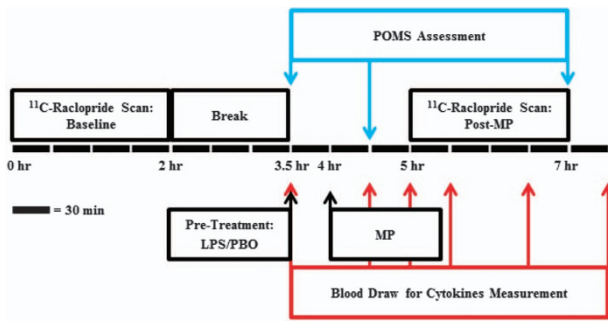 POMS Assessment
¹¹C-Raclopride Scan:
Baseline
Break
¹¹C-Raclopride Scan:
Post-MP
0 hr
2 hr
3.5 hr
4 hr
5 hr
7 hr
= 30 min
Pre-Treatment:
LPS/PBO
MP
Blood Draw for Cytokines Measurement